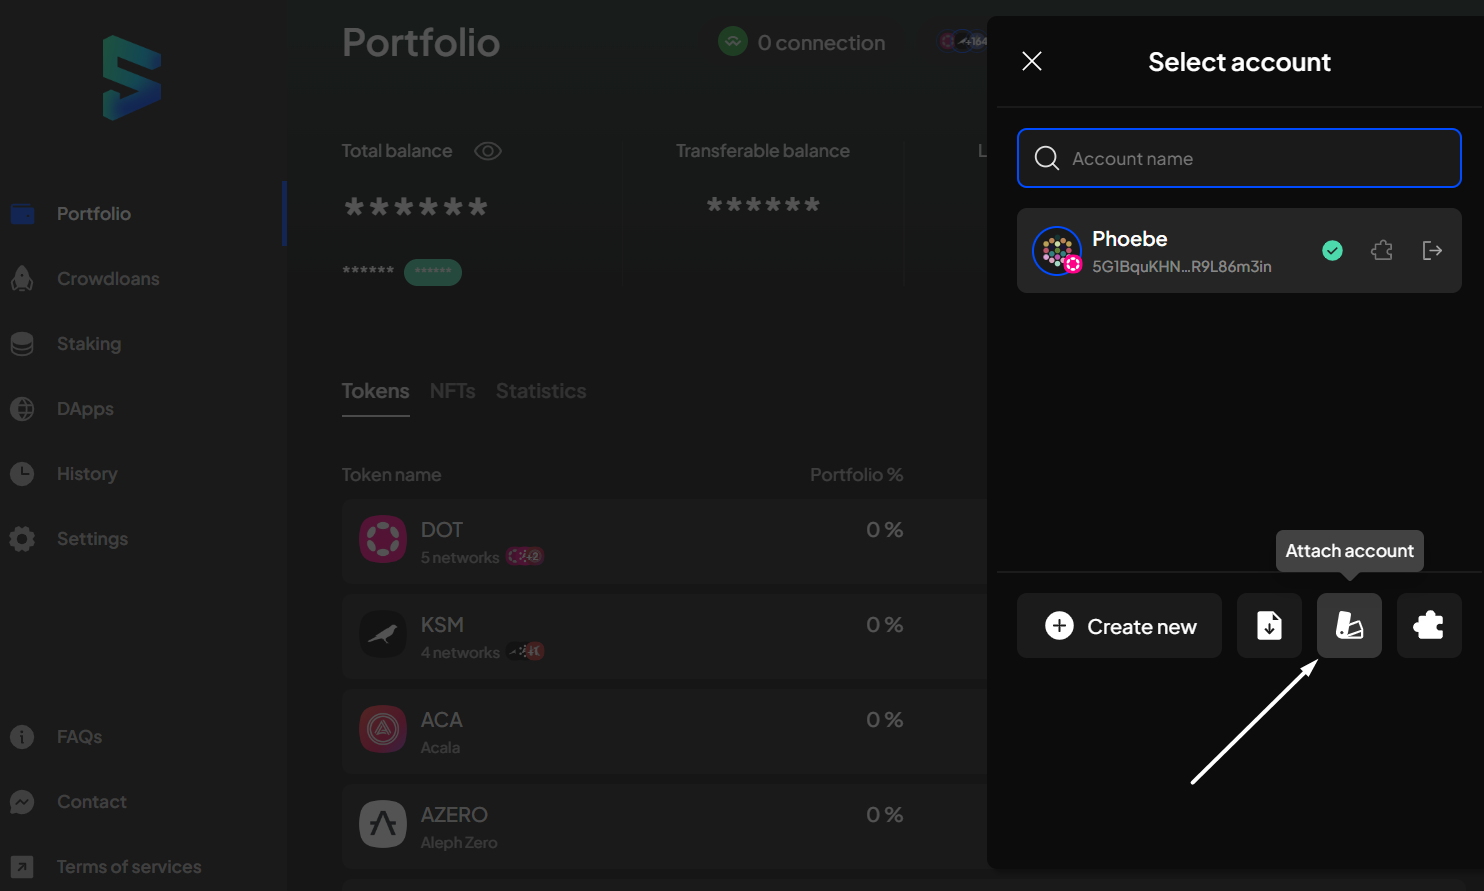 Portfolio
0 connection
+164
Total balance
Transferable balance
L
******
******
****** ******
Portfolio
Crowdloans
Staking
DApps
History
Settings
FAQs
Contact
Terms of services
Tokens NFTs Statistics
Token name Portfolio %
DOT 0 %
5 networks +2
KSM 0 %
4 networks +1
ACA 0 %
Acala
AZERO 0 %
Aleph Zero
Select account
Account name
Phoebe
5G1BquKHN...R9L86m3in
Attach account
Create new